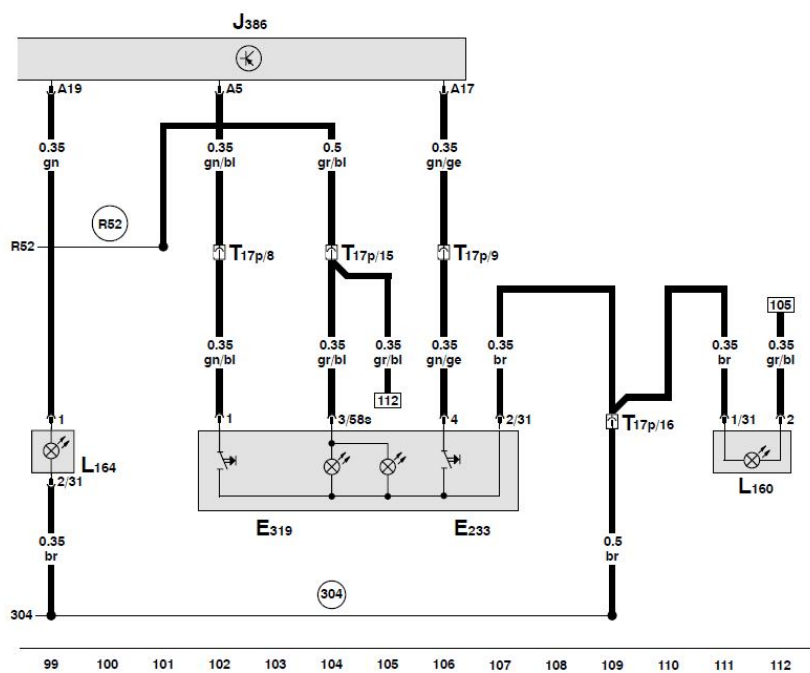 J386
A19 A5 A17
0.35 0.35 0.5 0.35
gn gn/bl gr/bl gn/ge
R52 R52
T17p/8 T17p/15 T17p/9
105
0.35 0.35 0.35 0.35 0.35 0.35 0.35
gn/bl gr/bl gr/bl gn/ge br br gr/bl
112
1 1 3/58s 4 2/31 T17p/16 1/31 2
L164
2/31
L160
E319 E233
0.35 0.5
br br
304
304
99 100 101 102 103 104 105 106 107 108 109 110 111 112